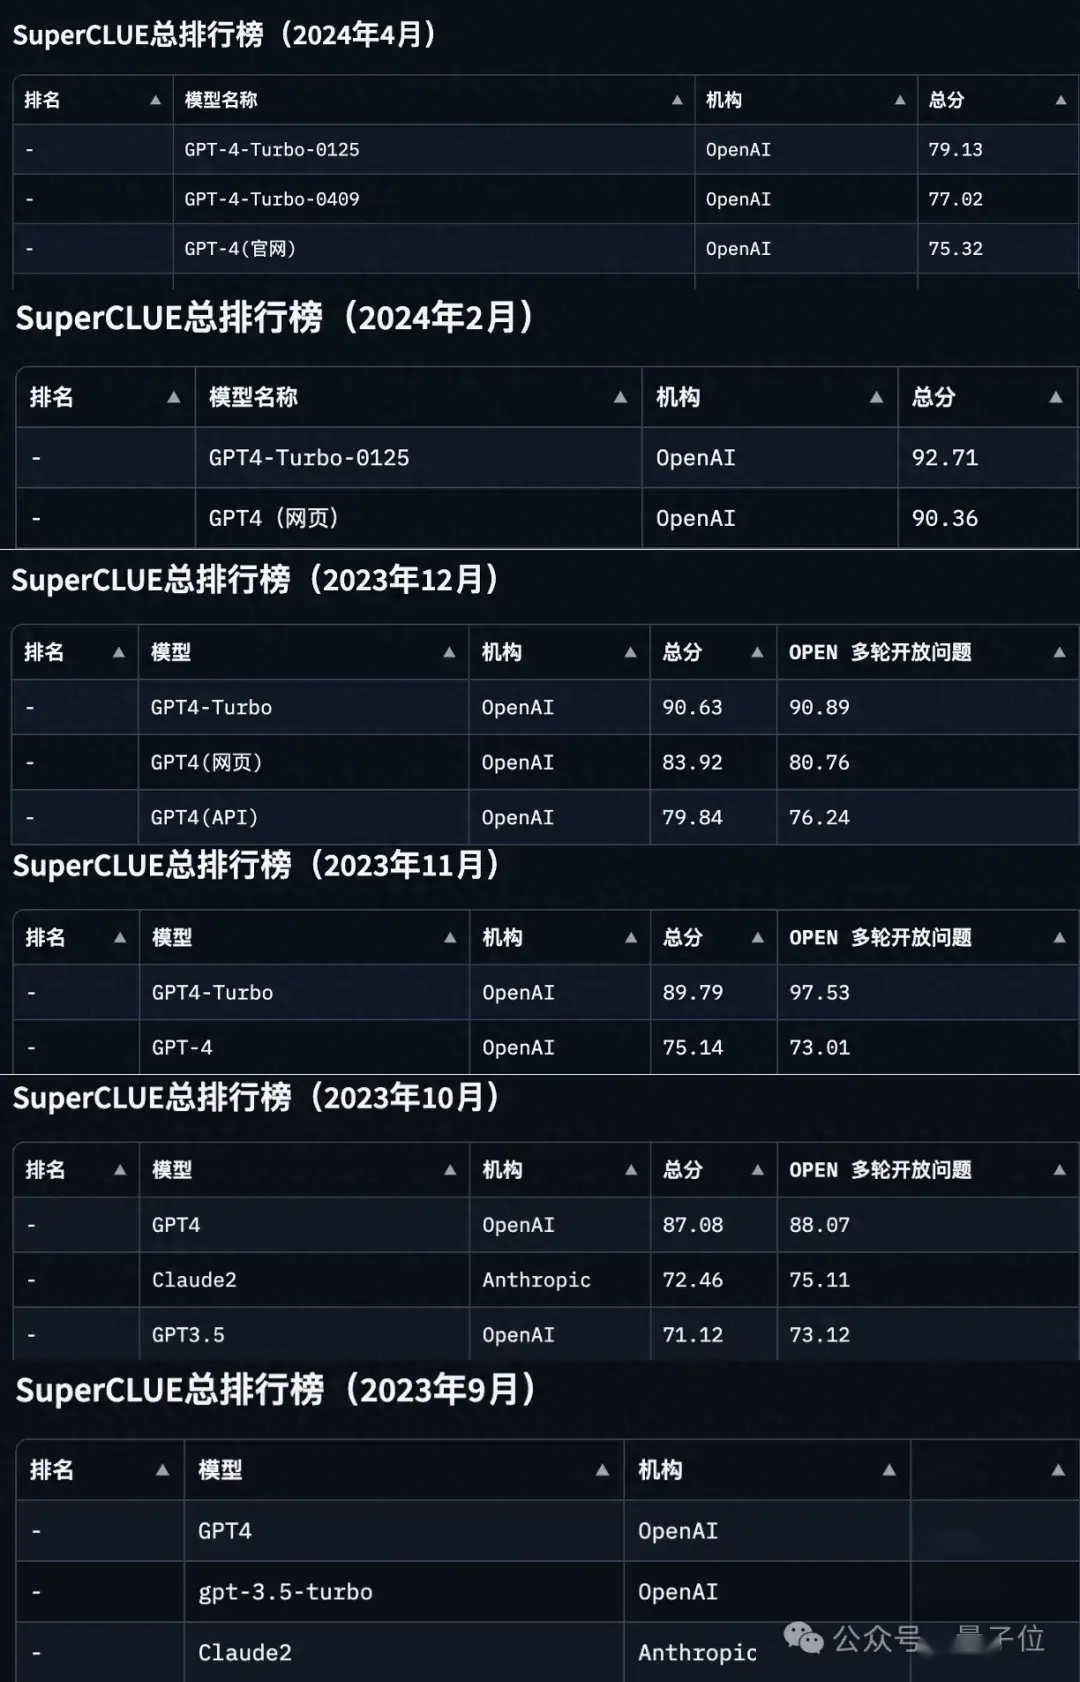 SuperCLUE总排行榜（2024年4月）
排名 ▲ 模型名称 ▲ 机构 ▲ 总分 ▲
- GPT-4-Turbo-0125 OpenAI 79.13
- GPT-4-Turbo-0409 OpenAI 77.02
- GPT-4(官网) OpenAI 75.32
SuperCLUE总排行榜（2024年2月）
排名 ▲ 模型名称 ▲ 机构 ▲ 总分 ▲
- GPT4-Turbo-0125 OpenAI 92.71
- GPT4（网页） OpenAI 90.36
SuperCLUE总排行榜（2023年12月）
排名 ▲ 模型 ▲ 机构 ▲ 总分 ▲ OPEN 多轮开放问题 ▲
- GPT4-Turbo OpenAI 90.63 90.89
- GPT4(网页) OpenAI 83.92 80.76
- GPT4(API) OpenAI 79.84 76.24
SuperCLUE总排行榜（2023年11月）
排名 ▲ 模型 ▲ 机构 ▲ 总分 ▲ OPEN 多轮开放问题 ▲
- GPT4-Turbo OpenAI 89.79 97.53
- GPT-4 OpenAI 75.14 73.01
SuperCLUE总排行榜（2023年10月）
排名 ▲ 模型 ▲ 机构 ▲ 总分 ▲ OPEN 多轮开放问题 ▲
- GPT4 OpenAI 87.08 88.07
- Claude2 Anthropic 72.46 75.11
- GPT3.5 OpenAI 71.12 73.12
SuperCLUE总排行榜（2023年9月）
排名 ▲ 模型 ▲ 机构 ▲ ▲
- GPT4 OpenAI
- gpt-3.5-turbo OpenAI
- Claude2 Anthropic
公众号 量子位